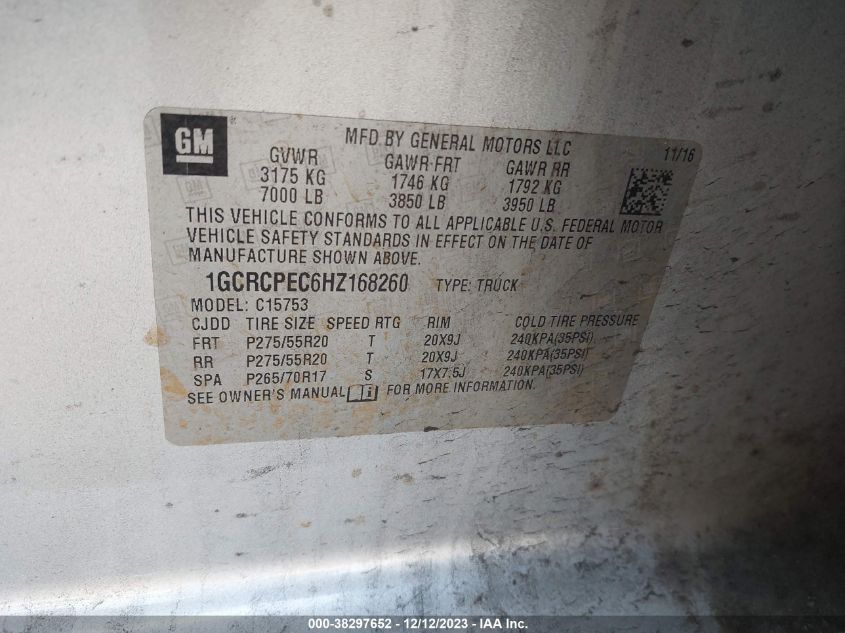 GM
MFD BY GENERAL MOTORS LLC
11/16
GVWR GAWR FRT GAWR RR
3175 KG 1746 KG 1792 KG
7000 LB 3850 LB 3950 LB
THIS VEHICLE CONFORMS TO ALL APPLICABLE U.S. FEDERAL MOTOR
VEHICLE SAFETY STANDARDS IN EFFECT ON THE DATE OF
MANUFACTURE SHOWN ABOVE.
1GCRCPEC6HZ168260 TYPE: TRUCK
MODEL: C15753
CJDD TIRE SIZE SPEED RTG RIM COLD TIRE PRESSURE
FRT P275/55R20 T 20X9J 240KPA(35PSI)
RR P275/55R20 T 20X9J 240KPA(35PSI)
SPA P265/70R17 S 17X7.5J 240KPA(35PSI)
SEE OWNER'S MANUAL i FOR MORE INFORMATION.
000-38297652 - 12/12/2023 - IAA Inc.